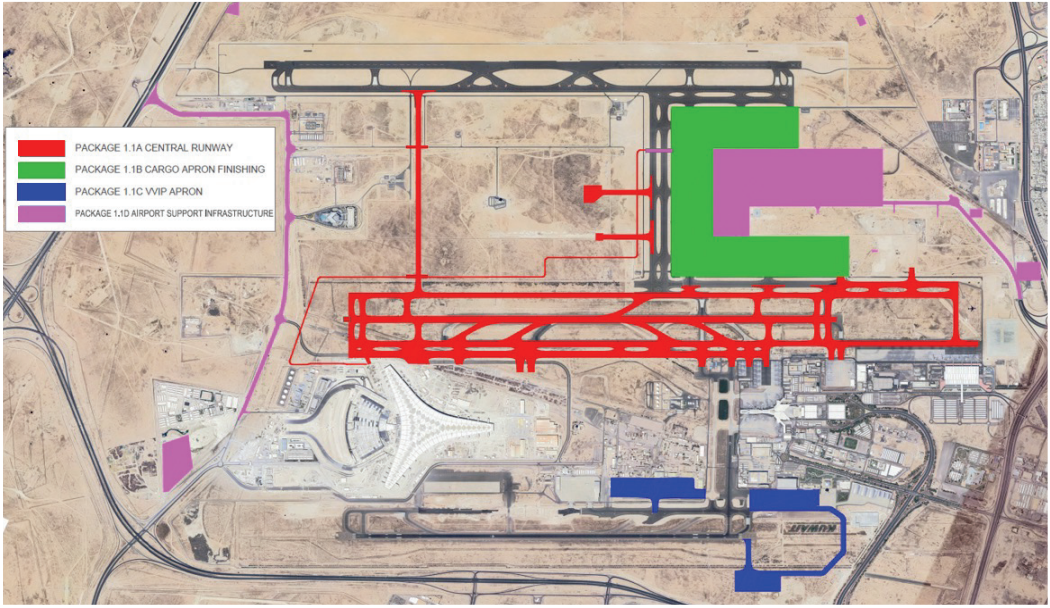 PACKAGE 1.1A CENTRAL RUNWAY
PACKAGE 1.1B CARGO APRON FINISHING
PACKAGE 1.1C VVIP APRON
PACKAGE 1.1D AIRPORT SUPPORT INFRASTRUCTURE
KUWAIT